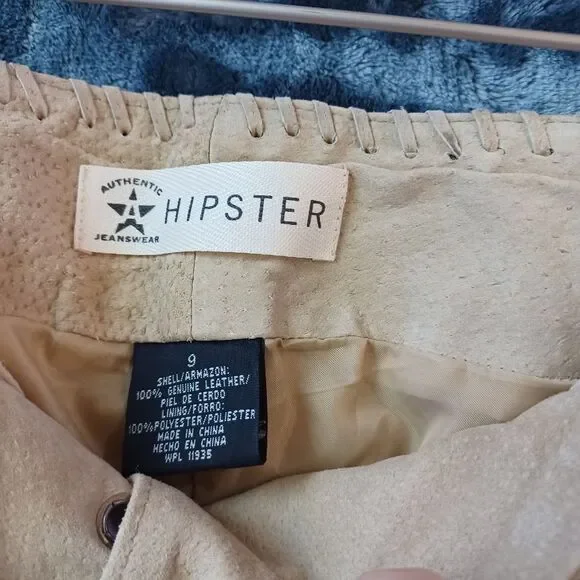 AUTHENTIC
A
HIPSTER
JEANSWEAR
9
SHELL/ARMAZON:
100% GENUINE LEATHER/
PIEL DE CERDO
LINING/FORRO:
100%POLYESTER/POLIESTER
MADE IN CHINA
HECHO EN CHINA
WPL 11935